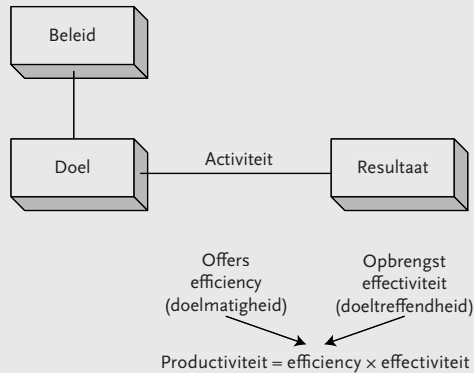 Beleid
Doel
Activiteit
Resultaat
Offers
efficiency
(doelmatigheid)
Opbrengst
effectiviteit
(doeltreffendheid)
Productiviteit = efficiency × effectiviteit